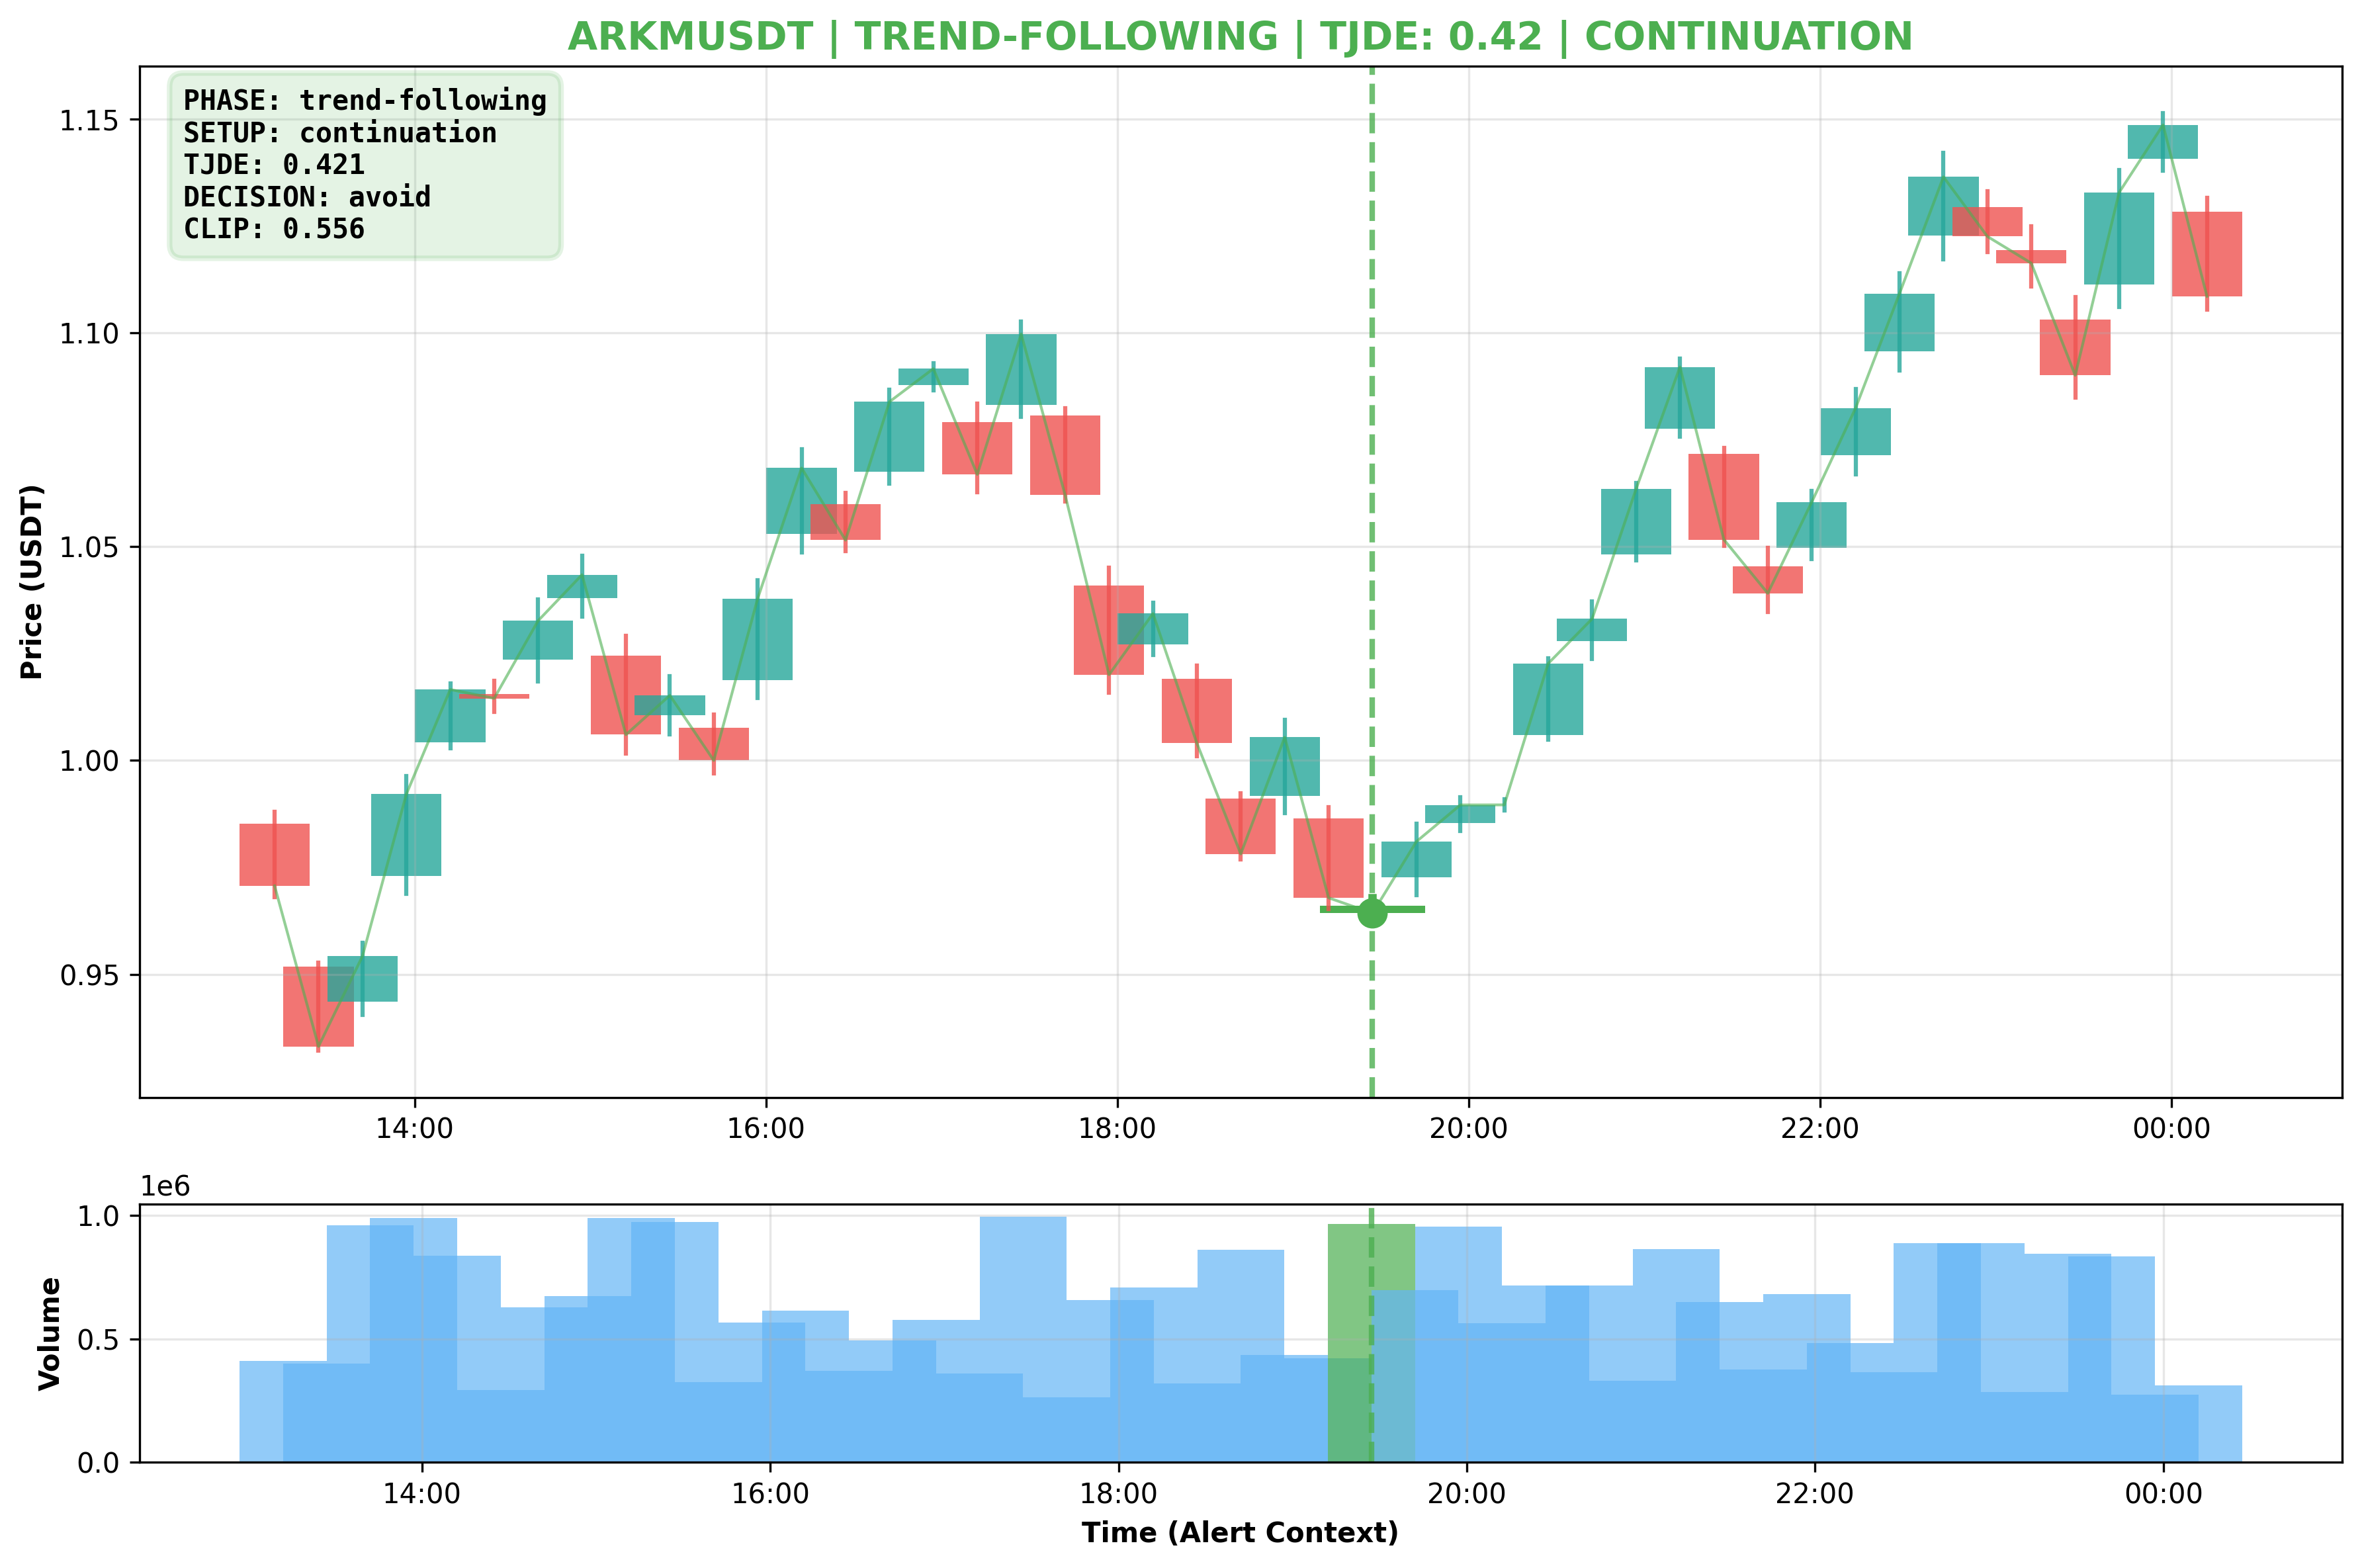 ARKMUSDT | TREND-FOLLOWING | TJDE: 0.42 | CONTINUATION
PHASE: trend-following
SETUP: continuation
TJDE: 0.421
DECISION: avoid
CLIP: 0.556
Price (USDT)
1.15
1.10
1.05
1.00
0.95
14:00 16:00 18:00 20:00 22:00 00:00
1e6
Volume
1.0
0.5
0.0
14:00 16:00 18:00 20:00 22:00 00:00
Time (Alert Context)